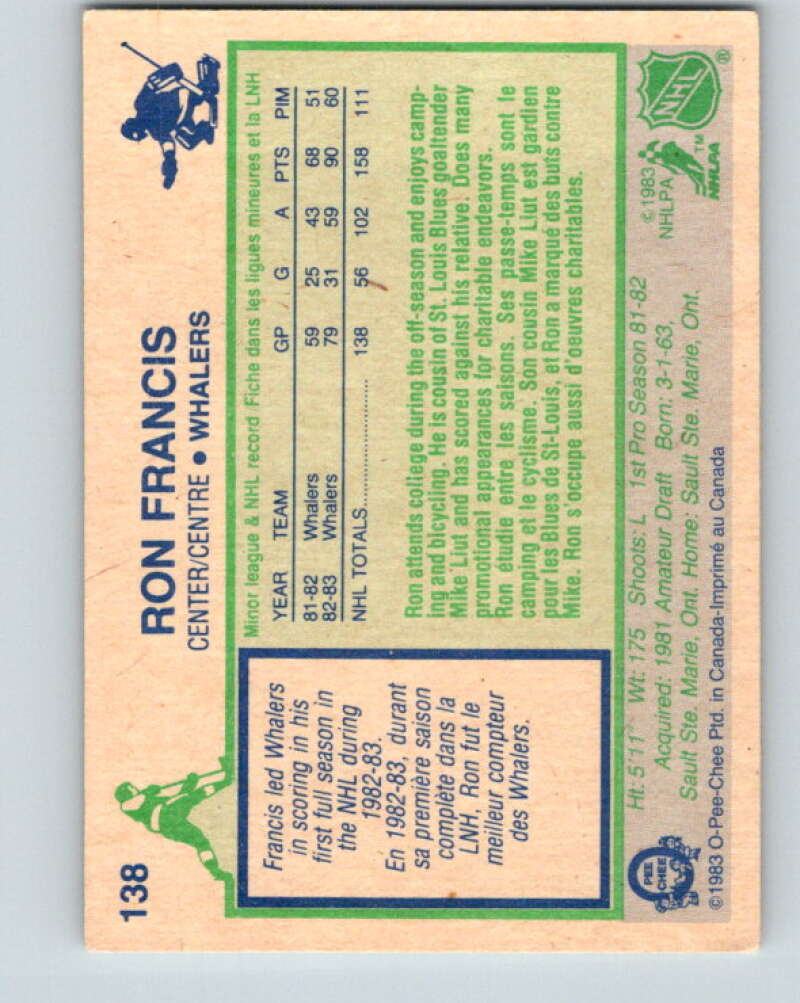 138
RON FRANCIS
CENTER/CENTRE • WHALERS
Francis led Whalers
in scoring in his
first full season in
the NHL during
1982-83.
En 1982-83, durant
sa première saison
complète dans la
LNH, Ron fut le
meilleur compteur
des Whalers.
Minor league & NHL record/Fiche dans les ligues mineures et la LNH
YEAR TEAM GP G A PTS PIM
81-82 Whalers 59 25 43 68 51
82-83 Whalers 79 31 59 90 60
NHL TOTALS.............................. 138 56 102 158 111
Ron attends college during the off-season and enjoys camp-
ing and bicycling. He is cousin of St. Louis Blues goaltender
Mike Liut and has scored against his relative. Does many
promotional appearances for charitable endeavors.
Ron étudie entre les saisons. Ses passe-temps sont le
camping et le cyclisme. Son cousin Mike Liut est gardien
pour les Blues de St-Louis, et Ron a marqué des buts contre
Mike. Ron s'occupe aussi d'oeuvres charitables.
Ht: 5'11" Wt: 175 Shoots: L 1st Pro Season 81-82
Acquired: 1981 Amateur Draft Born: 3-1-63,
Sault Ste. Marie, Ont. Home: Sault Ste. Marie, Ont.
©1983 O-Pee-Chee Ptd. in Canada-Imprimé au Canada
O PEE CHEE
©1983
NHLPA
NHL ®
NHLPA ™